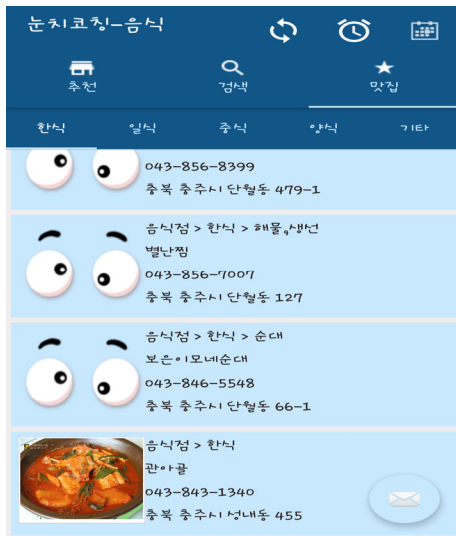 눈치코칭-음식
추천
검색
맛집
한식 일식 중식 양식 기타
043-856-8399
충북 충주시 단월동 479-1
음식점 > 한식 > 해물,생선
별난찜
043-856-7007
충북 충주시 단월동 127
음식점 > 한식 > 순대
보은이모네순대
043-846-5548
충북 충주시 단월동 66-1
음식점 > 한식
관아골
043-843-1340
충북 충주시 성내동 455